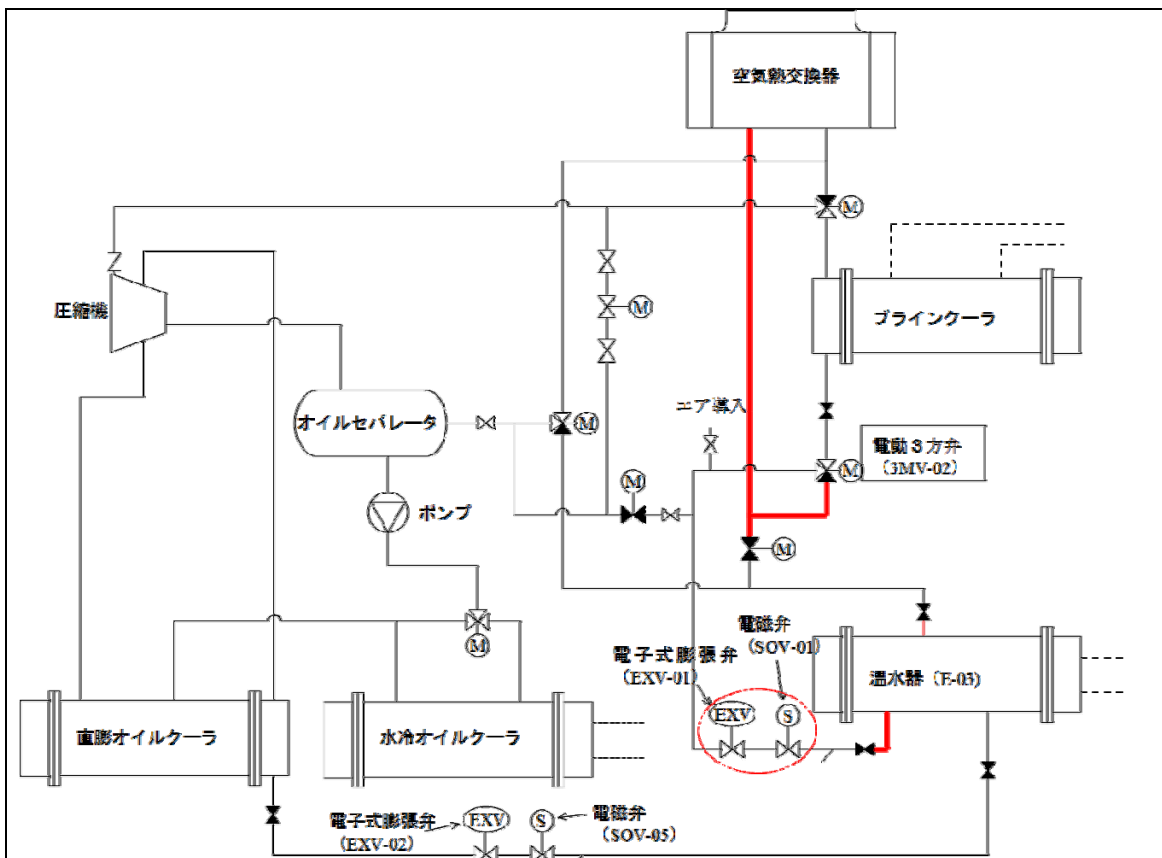 空気熱交換器
M
圧縮機
M
ブラインクーラ
エア導入
オイルセパレータ
M
電動３方弁
(3MV-02)
M
M
ポンプ
M
電磁弁
(SOV-01)
M
電子式膨張弁
(EXV-01)
温水器 (E-03)
EXV
S
直膨オイルクーラ
水冷オイルクーラ
電子式膨張弁
(EXV-02)
EXV
S
電磁弁
(SOV-05)